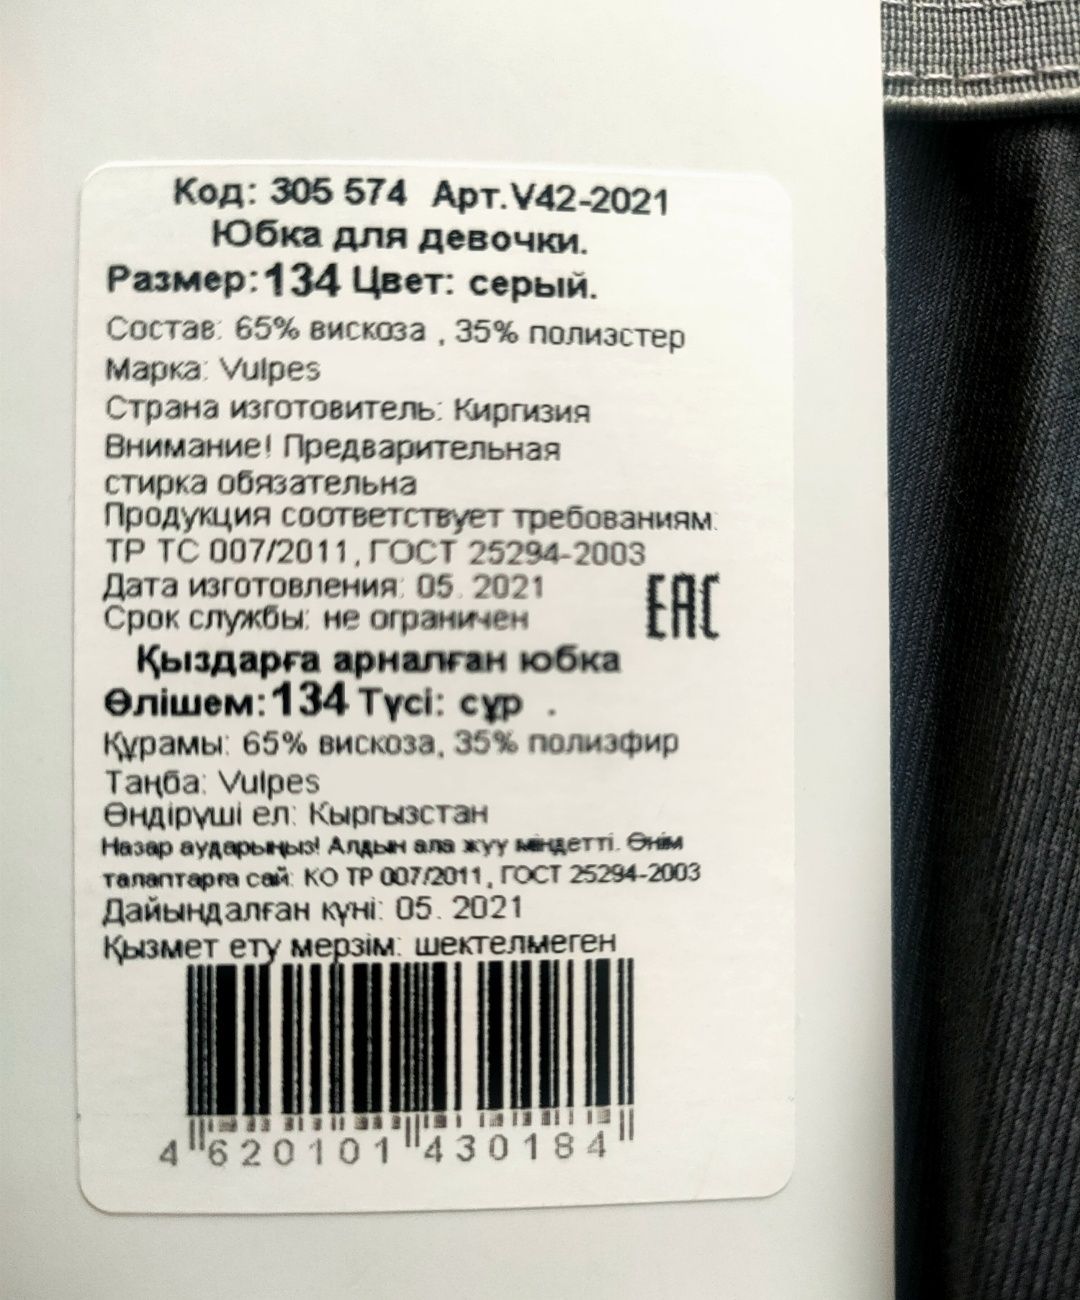 Код: 305 574 Арт.V42-2021
Юбка для девочки.
Размер:134 Цвет: серый.
Состав: 65% вискоза , 35% полиэстер
Марка: Vulpes
Страна изготовитель: Киргизия
Внимание! Предварительная
стирка обязательна
Продукция соответствует требованиям:
ТР ТС 007/2011, ГОСТ 25294-2003
Дата изготовления: 05. 2021
Срок службы: не ограничен
EAC
Қыздарға арналған юбка
Өлішем:134 Түсі: сұр .
Құрамы: 65% вискоза, 35% полиэфир
Таңба: Vulpes
Өндіруші ел: Кыргызстан
Назар аударыңыз! Алдын ала жуу міндетті. Өнім
талаптарға сай: КО ТР 007/2011, ГОСТ 25294-2003
Дайындалған күні: 05. 2021
Қызмет ету мерзім: шектелмеген
4 620101 430184